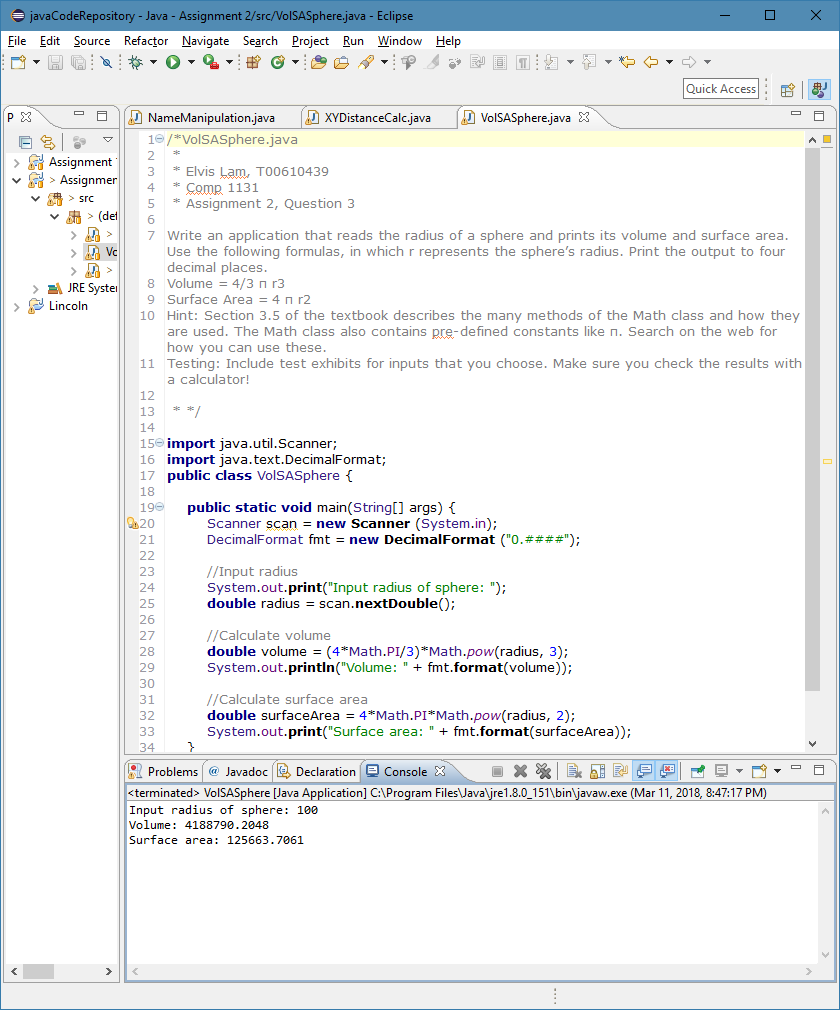 javaCodeRepository - Java - Assignment 2/src/VolSASphere.java - Eclipse
File Edit Source Refactor Navigate Search Project Run Window Help
Quick Access
P
NameManipulation.java XYDistanceCalc.java VolSASphere.java
Assignment
> Assignmer
> src
> (def
>
Vo
>
JRE System
Lincoln
1 /*VolSASphere.java
2 *
3 * Elvis Lam, T00610439
4 * Comp 1131
5 * Assignment 2, Question 3
6
7 Write an application that reads the radius of a sphere and prints its volume and surface area.
Use the following formulas, in which r represents the sphere’s radius. Print the output to four
decimal places.
8 Volume = 4/3 п r3
9 Surface Area = 4 п r2
10 Hint: Section 3.5 of the textbook describes the many methods of the Math class and how they
are used. The Math class also contains pre-defined constants like п. Search on the web for
how you can use these.
11 Testing: Include test exhibits for inputs that you choose. Make sure you check the results with
a calculator!
12
13 * */
14
15 import java.util.Scanner;
16 import java.text.DecimalFormat;
17 public class VolSASphere {
18
19 public static void main(String[] args) {
20 Scanner scan = new Scanner (System.in);
21 DecimalFormat fmt = new DecimalFormat ("0.####");
22
23 //Input radius
24 System.out.print("Input radius of sphere: ");
25 double radius = scan.nextDouble();
26
27 //Calculate volume
28 double volume = (4*Math.PI/3)*Math.pow(radius, 3);
29 System.out.println("Volume: " + fmt.format(volume));
30
31 //Calculate surface area
32 double surfaceArea = 4*Math.PI*Math.pow(radius, 2);
33 System.out.print("Surface area: " + fmt.format(surfaceArea));
34 }
Problems @ Javadoc Declaration Console
<terminated> VolSASphere [Java Application] C:\Program Files\Java\jre1.8.0_151\bin\javaw.exe (Mar 11, 2018, 8:47:17 PM)
Input radius of sphere: 100
Volume: 4188790.2048
Surface area: 125663.7061